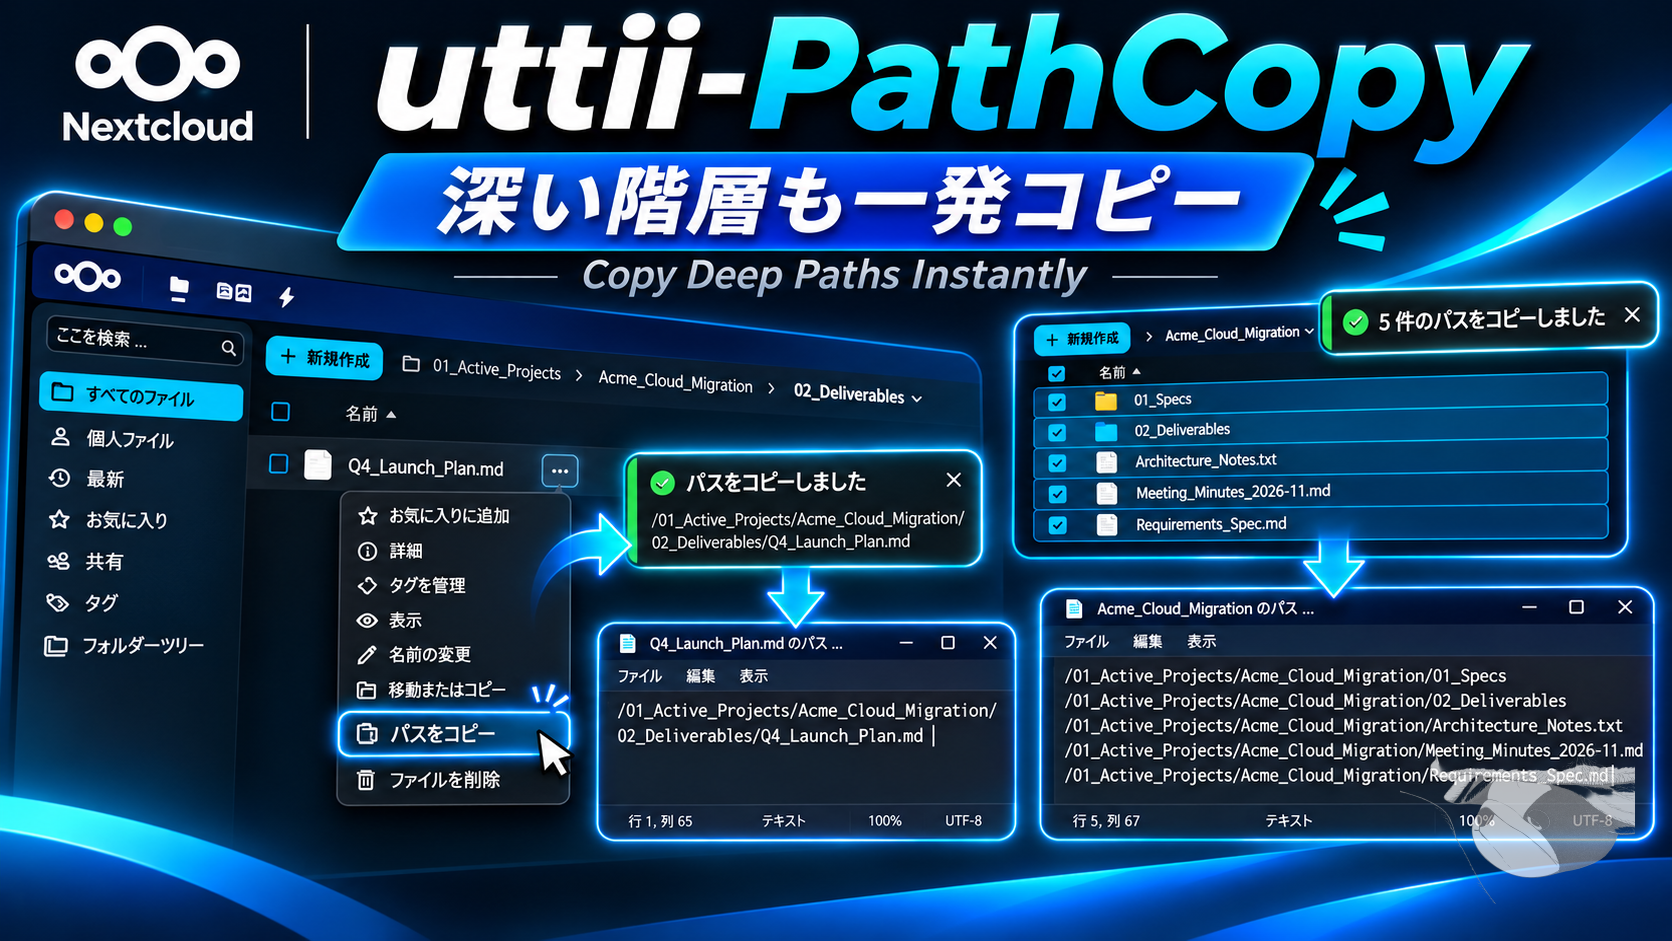 Nextcloud
uttii-PathCopy
深い階層も一発コピー
Copy Deep Paths Instantly
ここを検索 ...
すべてのファイル
個人ファイル
最新
お気に入り
共有
タグ
フォルダーツリー
+ 新規作成
01_Active_Projects > Acme_Cloud_Migration > 02_Deliverables
名前
Q4_Launch_Plan.md
お気に入りに追加
詳細
タグを管理
表示
名前の変更
移動またはコピー
パスをコピー
ファイルを削除
パスをコピーしました
/01_Active_Projects/Acme_Cloud_Migration/
02_Deliverables/Q4_Launch_Plan.md
Q4_Launch_Plan.md のパス ...
ファイル 編集 表示
/01_Active_Projects/Acme_Cloud_Migration/
02_Deliverables/Q4_Launch_Plan.md
行 1, 列 65 テキスト 100% UTF-8
+ 新規作成 > Acme_Cloud_Migration
5 件のパスをコピーしました
名前
01_Specs
02_Deliverables
Architecture_Notes.txt
Meeting_Minutes_2026-11.md
Requirements_Spec.md
Acme_Cloud_Migration のパス ...
ファイル 編集 表示
/01_Active_Projects/Acme_Cloud_Migration/01_Specs
/01_Active_Projects/Acme_Cloud_Migration/02_Deliverables
/01_Active_Projects/Acme_Cloud_Migration/Architecture_Notes.txt
/01_Active_Projects/Acme_Cloud_Migration/Meeting_Minutes_2026-11.md
/01_Active_Projects/Acme_Cloud_Migration/Requirements_Spec.md
行 5, 列 67 テキスト 100% UTF-8